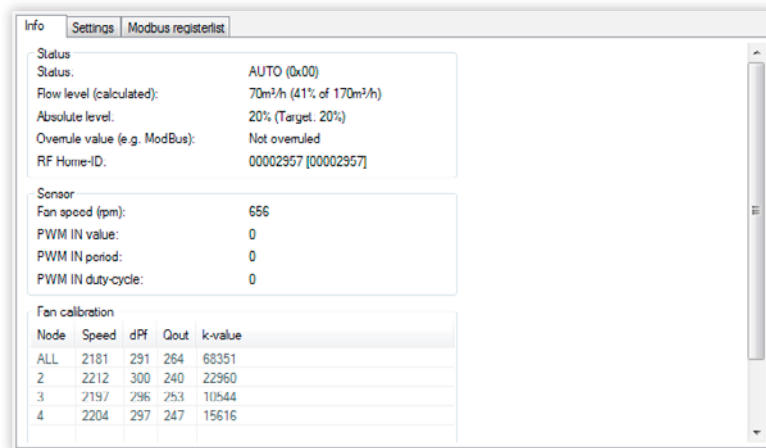 Info Settings Modbus registerlist
Status
Status: AUTO (0x00)
Flow level (calculated): 70m³/h (41% of 170m³/h)
Absolute level: 20% (Target: 20%)
Overrule value (e.g. ModBus): Not overruled
RF Home-ID: 00002957 [00002957]
Sensor
Fan speed (rpm): 656
PWM IN value: 0
PWM IN period: 0
PWM IN duty-cycle: 0
Fan calibration
Node Speed dPf Qout k-value
ALL 2181 291 264 68351
2 2212 300 240 22960
3 2197 296 253 10544
4 2204 297 247 15616